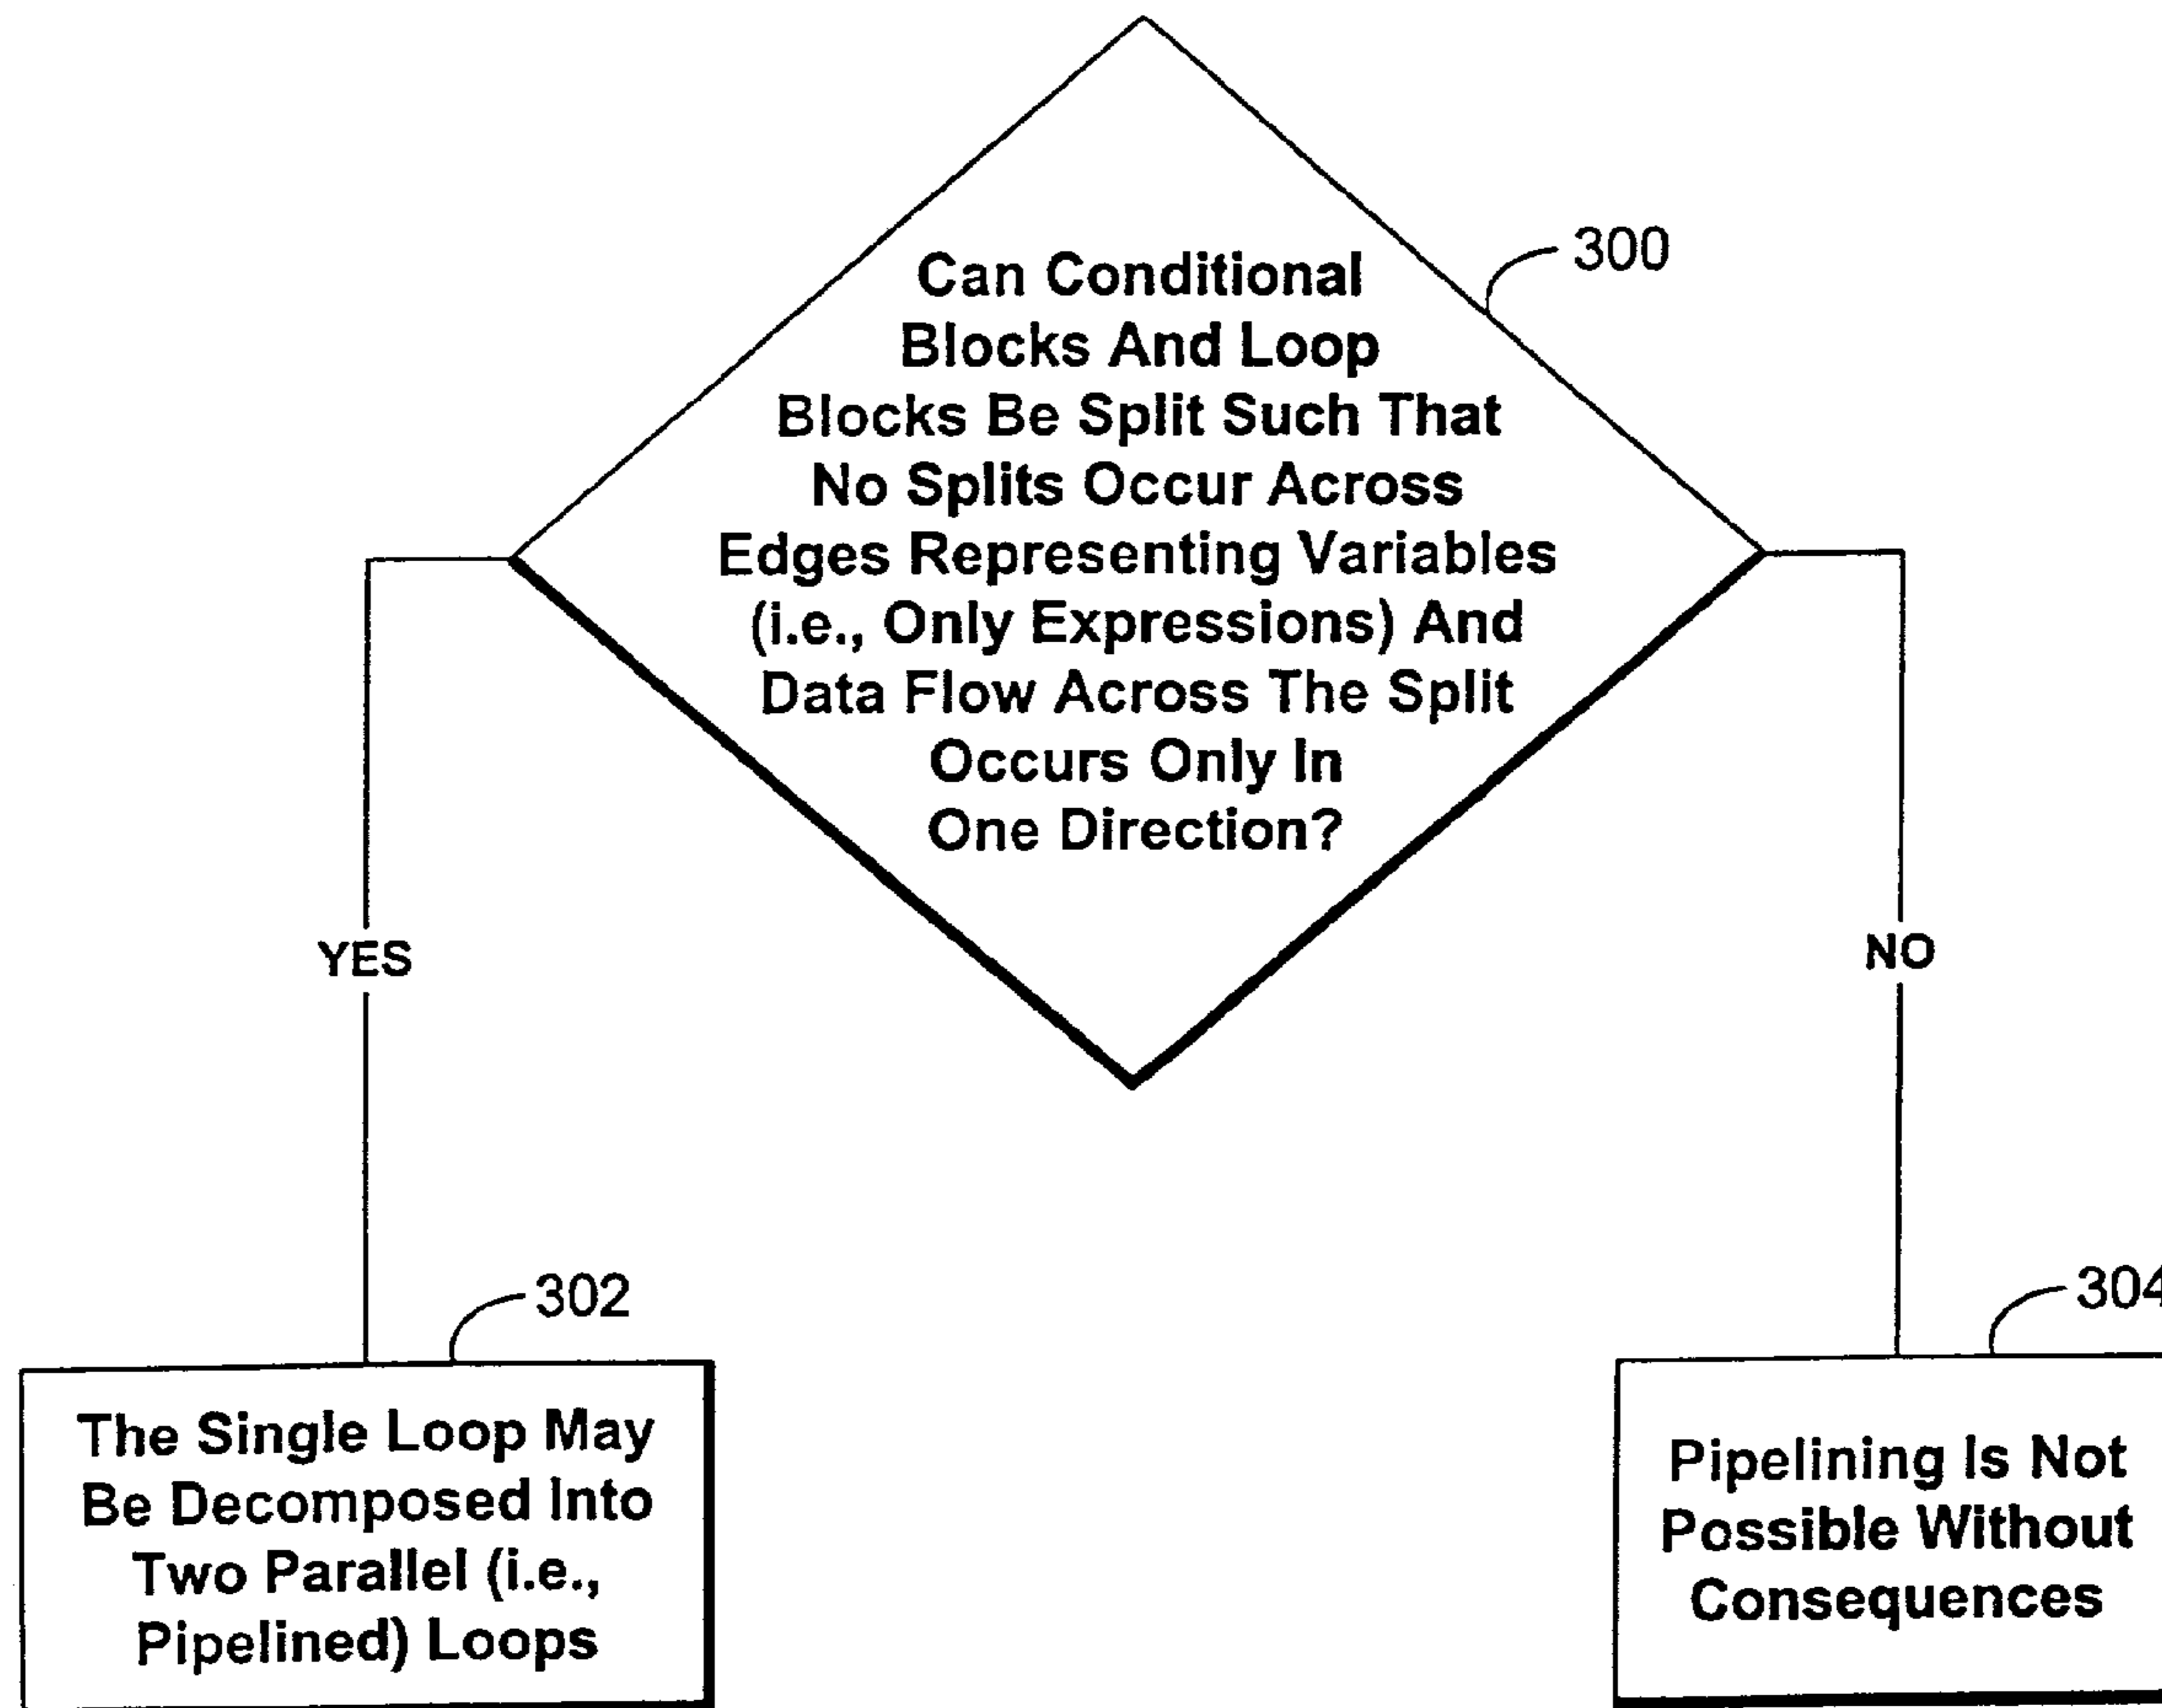 Can Conditional
Blocks And Loop
Blocks Be Split Such That
No Splits Occur Across
Edges Representing Variables
(i.e., Only Expressions) And
Data Flow Across The Split
Occurs Only In
One Direction?
300
YES
NO
302
304
The Single Loop May
Be Decomposed Into
Two Parallel (i.e.,
Pipelined) Loops
Pipelining Is Not
Possible Without
Consequences